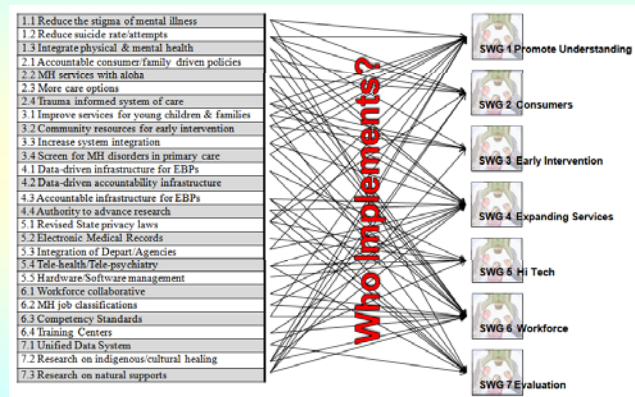 1.1 Reduce the stigma of mental illness
1.2 Reduce suicide rate/attempts
1.3 Integrate physical & mental health
2.1 Accountable consumer/family driven policies
2.2 MH services with aloha
2.3 More care options
2.4 Trauma informed system of care
3.1 Improve services for young children & families
3.2 Community resources for early intervention
3.3 Increase system integration
3.4 Screen for MH disorders in primary care
4.1 Data-driven infrastructure for EBPs
4.2 Data-driven accountability infrastructure
4.3 Accountable infrastructure for EBPs
4.4 Authority to advance research
5.1 Revised State privacy laws
5.2 Electronic Medical Records
5.3 Integration of Depart/Agencies
5.4 Tele-health/Tele-psychiatry
5.5 Hardware/Software management
6.1 Workforce collaborative
6.2 MH job classifications
6.3 Competency Standards
6.4 Training Centers
7.1 Unified Data System
7.2 Research on indigenous/cultural healing
7.3 Research on natural supports
Who Implements?
SWG 1 Promote Understanding
SWG 2 Consumers
SWG 3 Early Intervention
SWG 4 Expanding Services
SWG 5 Hi Tech
SWG 6 Workforce
SWG 7 Evaluation